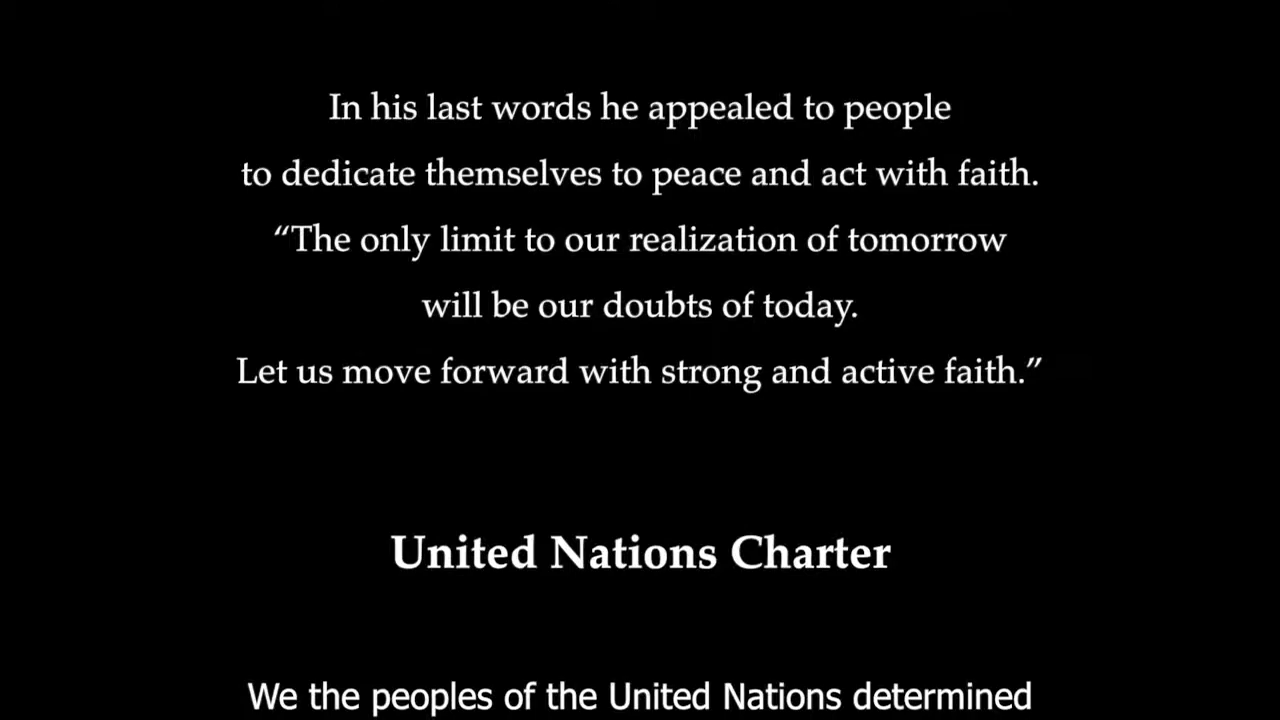 In his last words he appealed to people
to dedicate themselves to peace and act with faith.
“The only limit to our realization of tomorrow
will be our doubts of today.
Let us move forward with strong and active faith.”
United Nations Charter
We the peoples of the United Nations determined